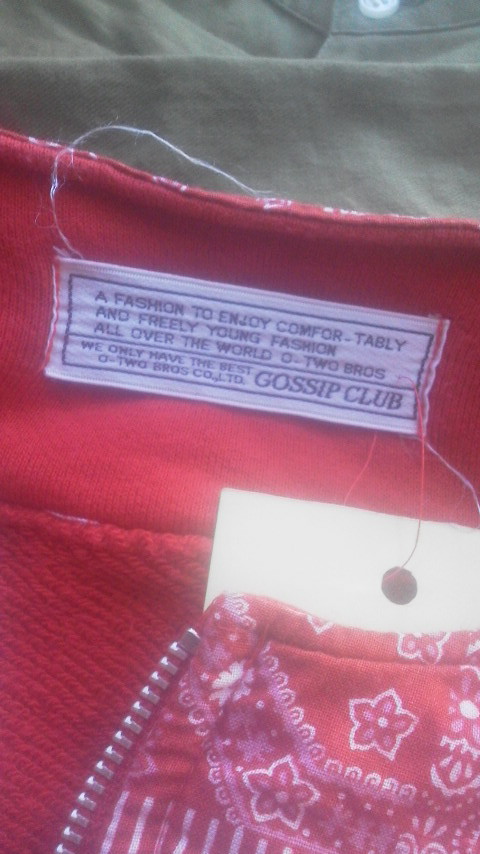 A FASHION TO ENJOY COMFOR-TABLY
AND FREELY YOUNG FASHION
ALL OVER THE WORLD O-TWO BROS
WE ONLY HAVE THE BEST
O-TWO BROS CO.,LTD. GOSSIP CLUB